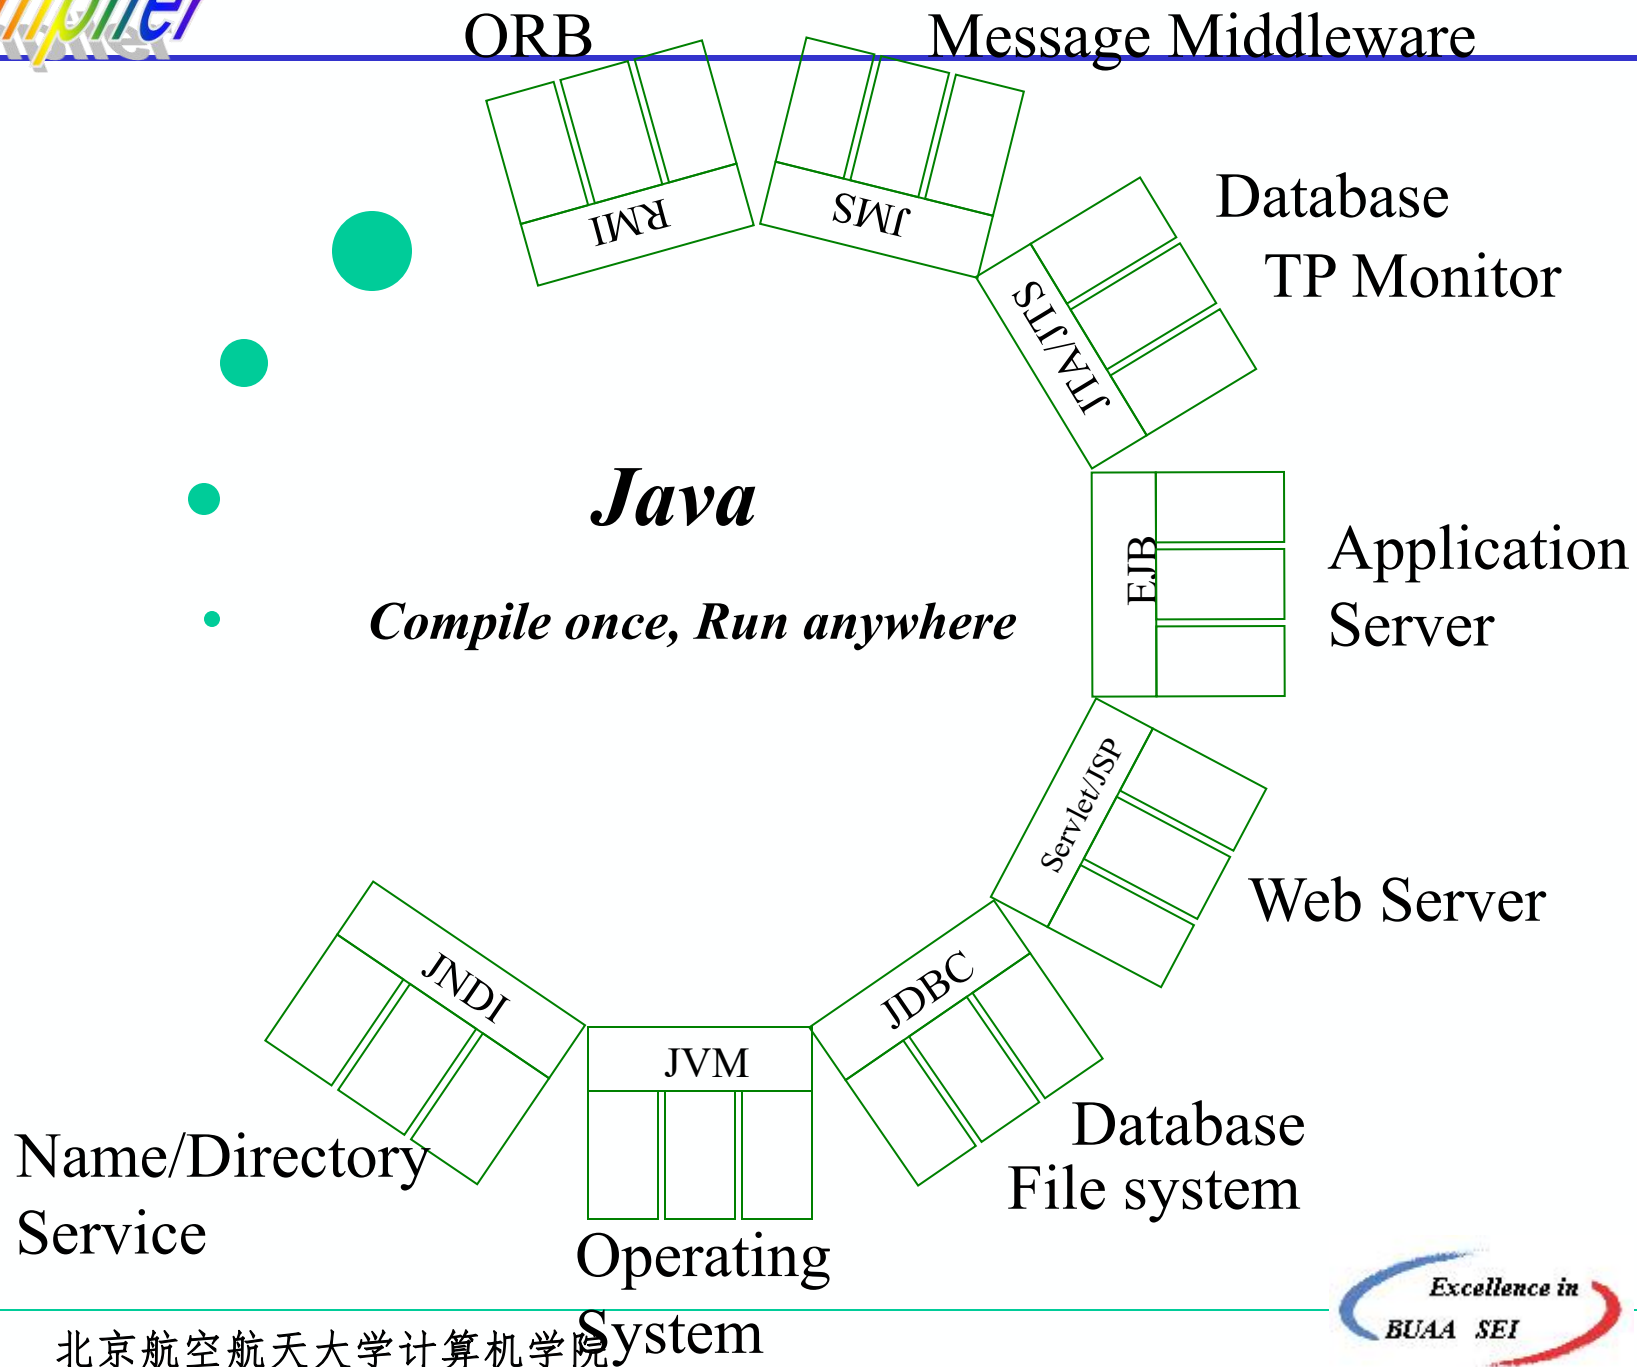 ORB
Message Middleware
RMI
JMS
Database
TP Monitor
JTA/JTS
Java
EJB
Application
Server
Compile once, Run anywhere
Servlet/JSP
Web Server
JNDI
JDBC
JVM
Database
File system
Name/Directory
Service
Operating
System
Excellence in
BUAA SEI
北京航空航天大学计算机学院